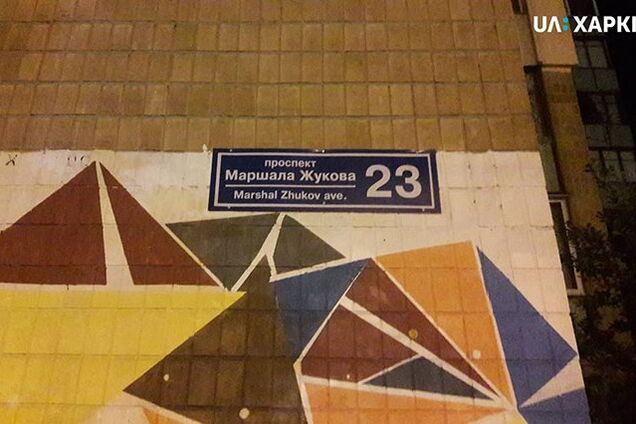 UA:ХАРКІ
проспект
Маршала Жукова
Marshal Zhukov ave.
23